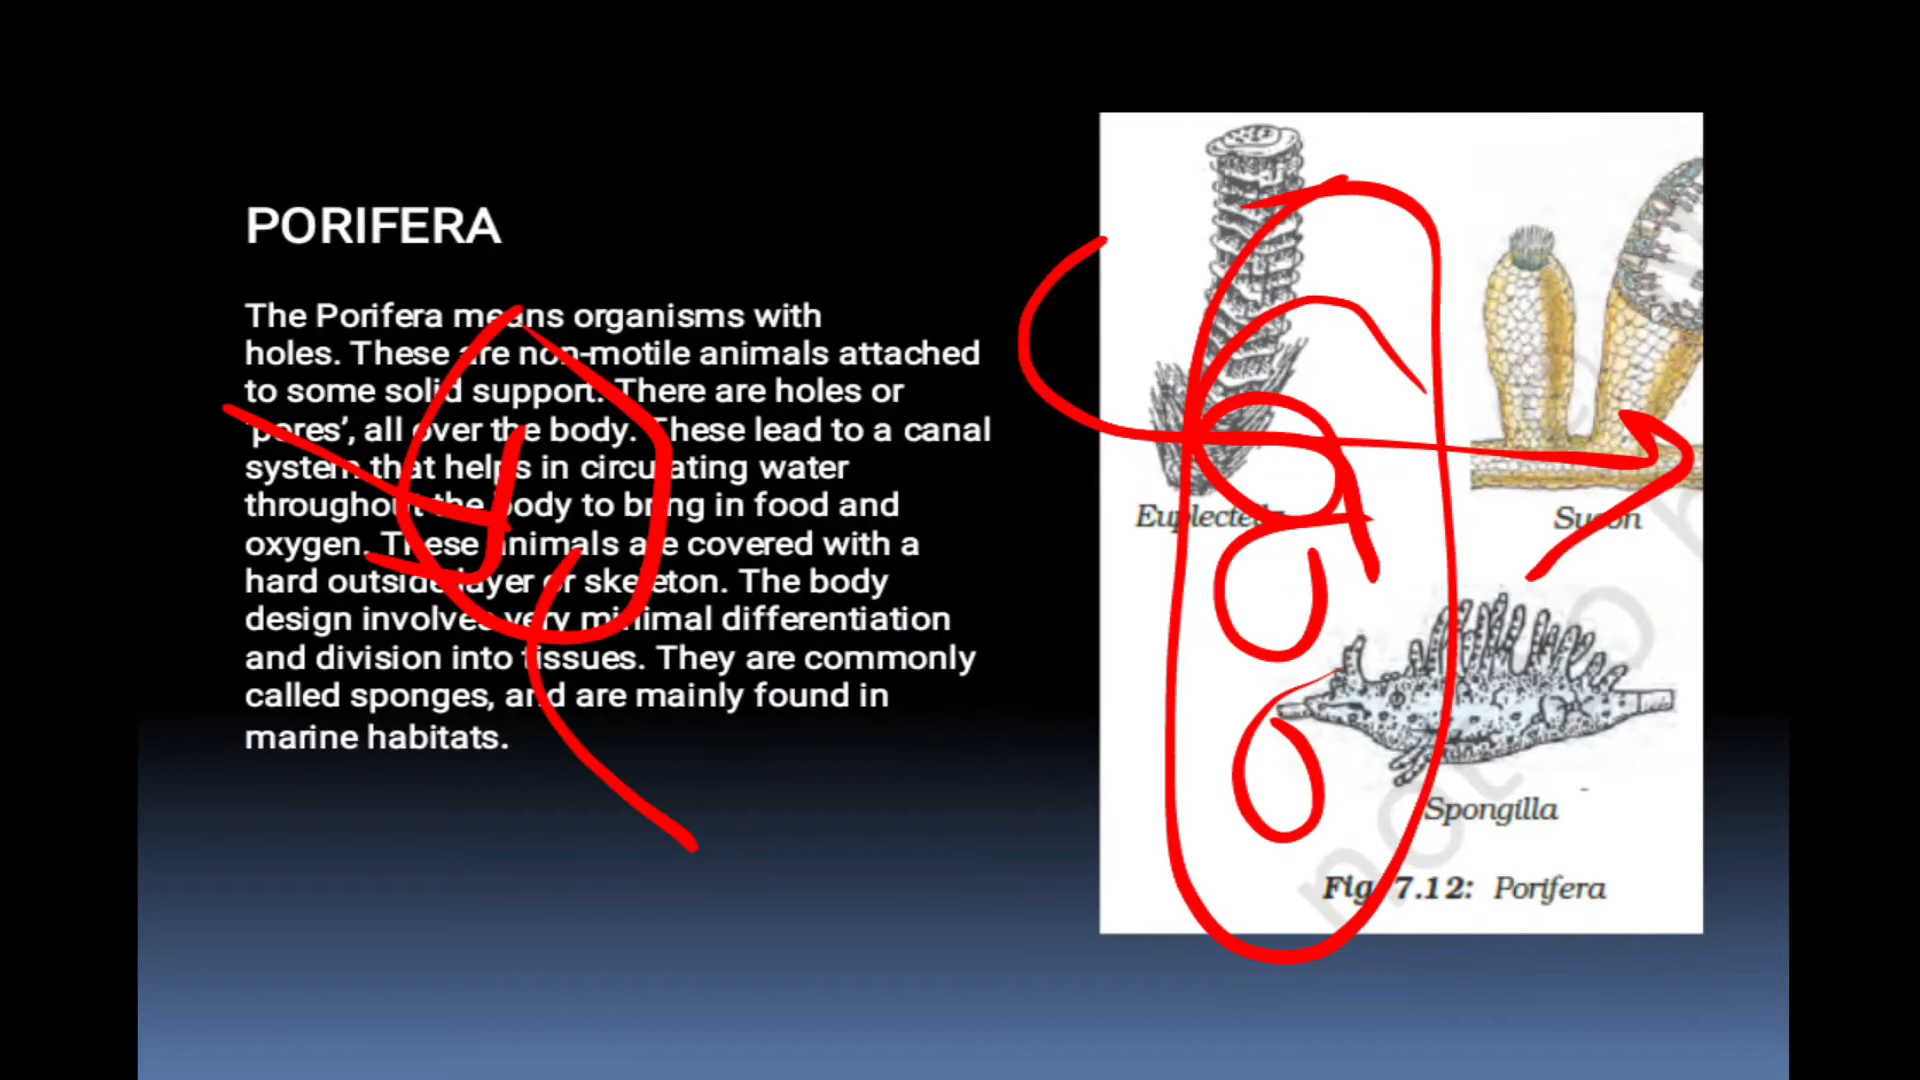 PORIFERA
The Porifera means organisms with
holes. These are non-motile animals attached
to some solid support. There are holes or
'pores', all over the body. These lead to a canal
system that helps in circulating water
throughout the body to bring in food and
oxygen. These animals are covered with a
hard outside layer or skeleton. The body
design involves very minimal differentiation
and division into tissues. They are commonly
called sponges, and are mainly found in
marine habitats.
Euplectella
Sycon
Spongilla
Fig. 7.12: Porifera
not